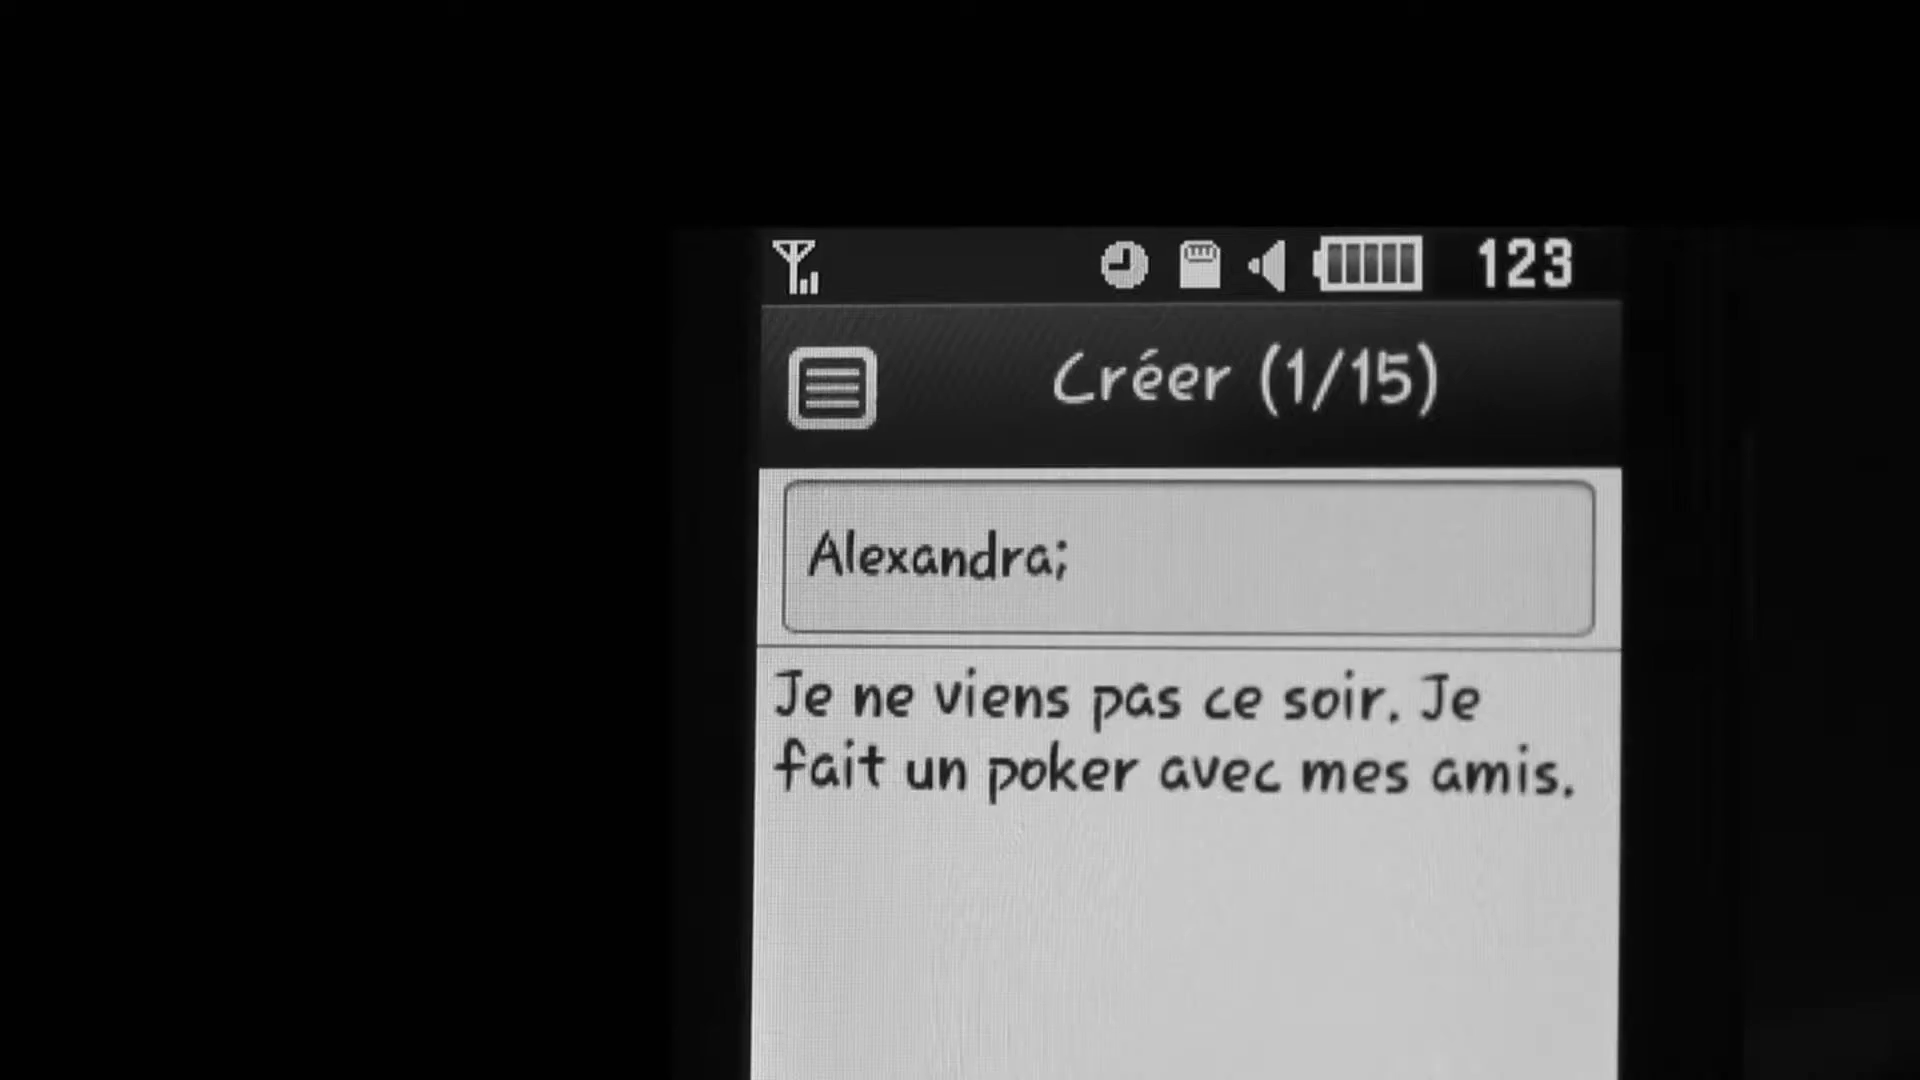 123
Créer (1/15)
Alexandra;
Je ne viens pas ce soir. Je
fait un poker avec mes amis.